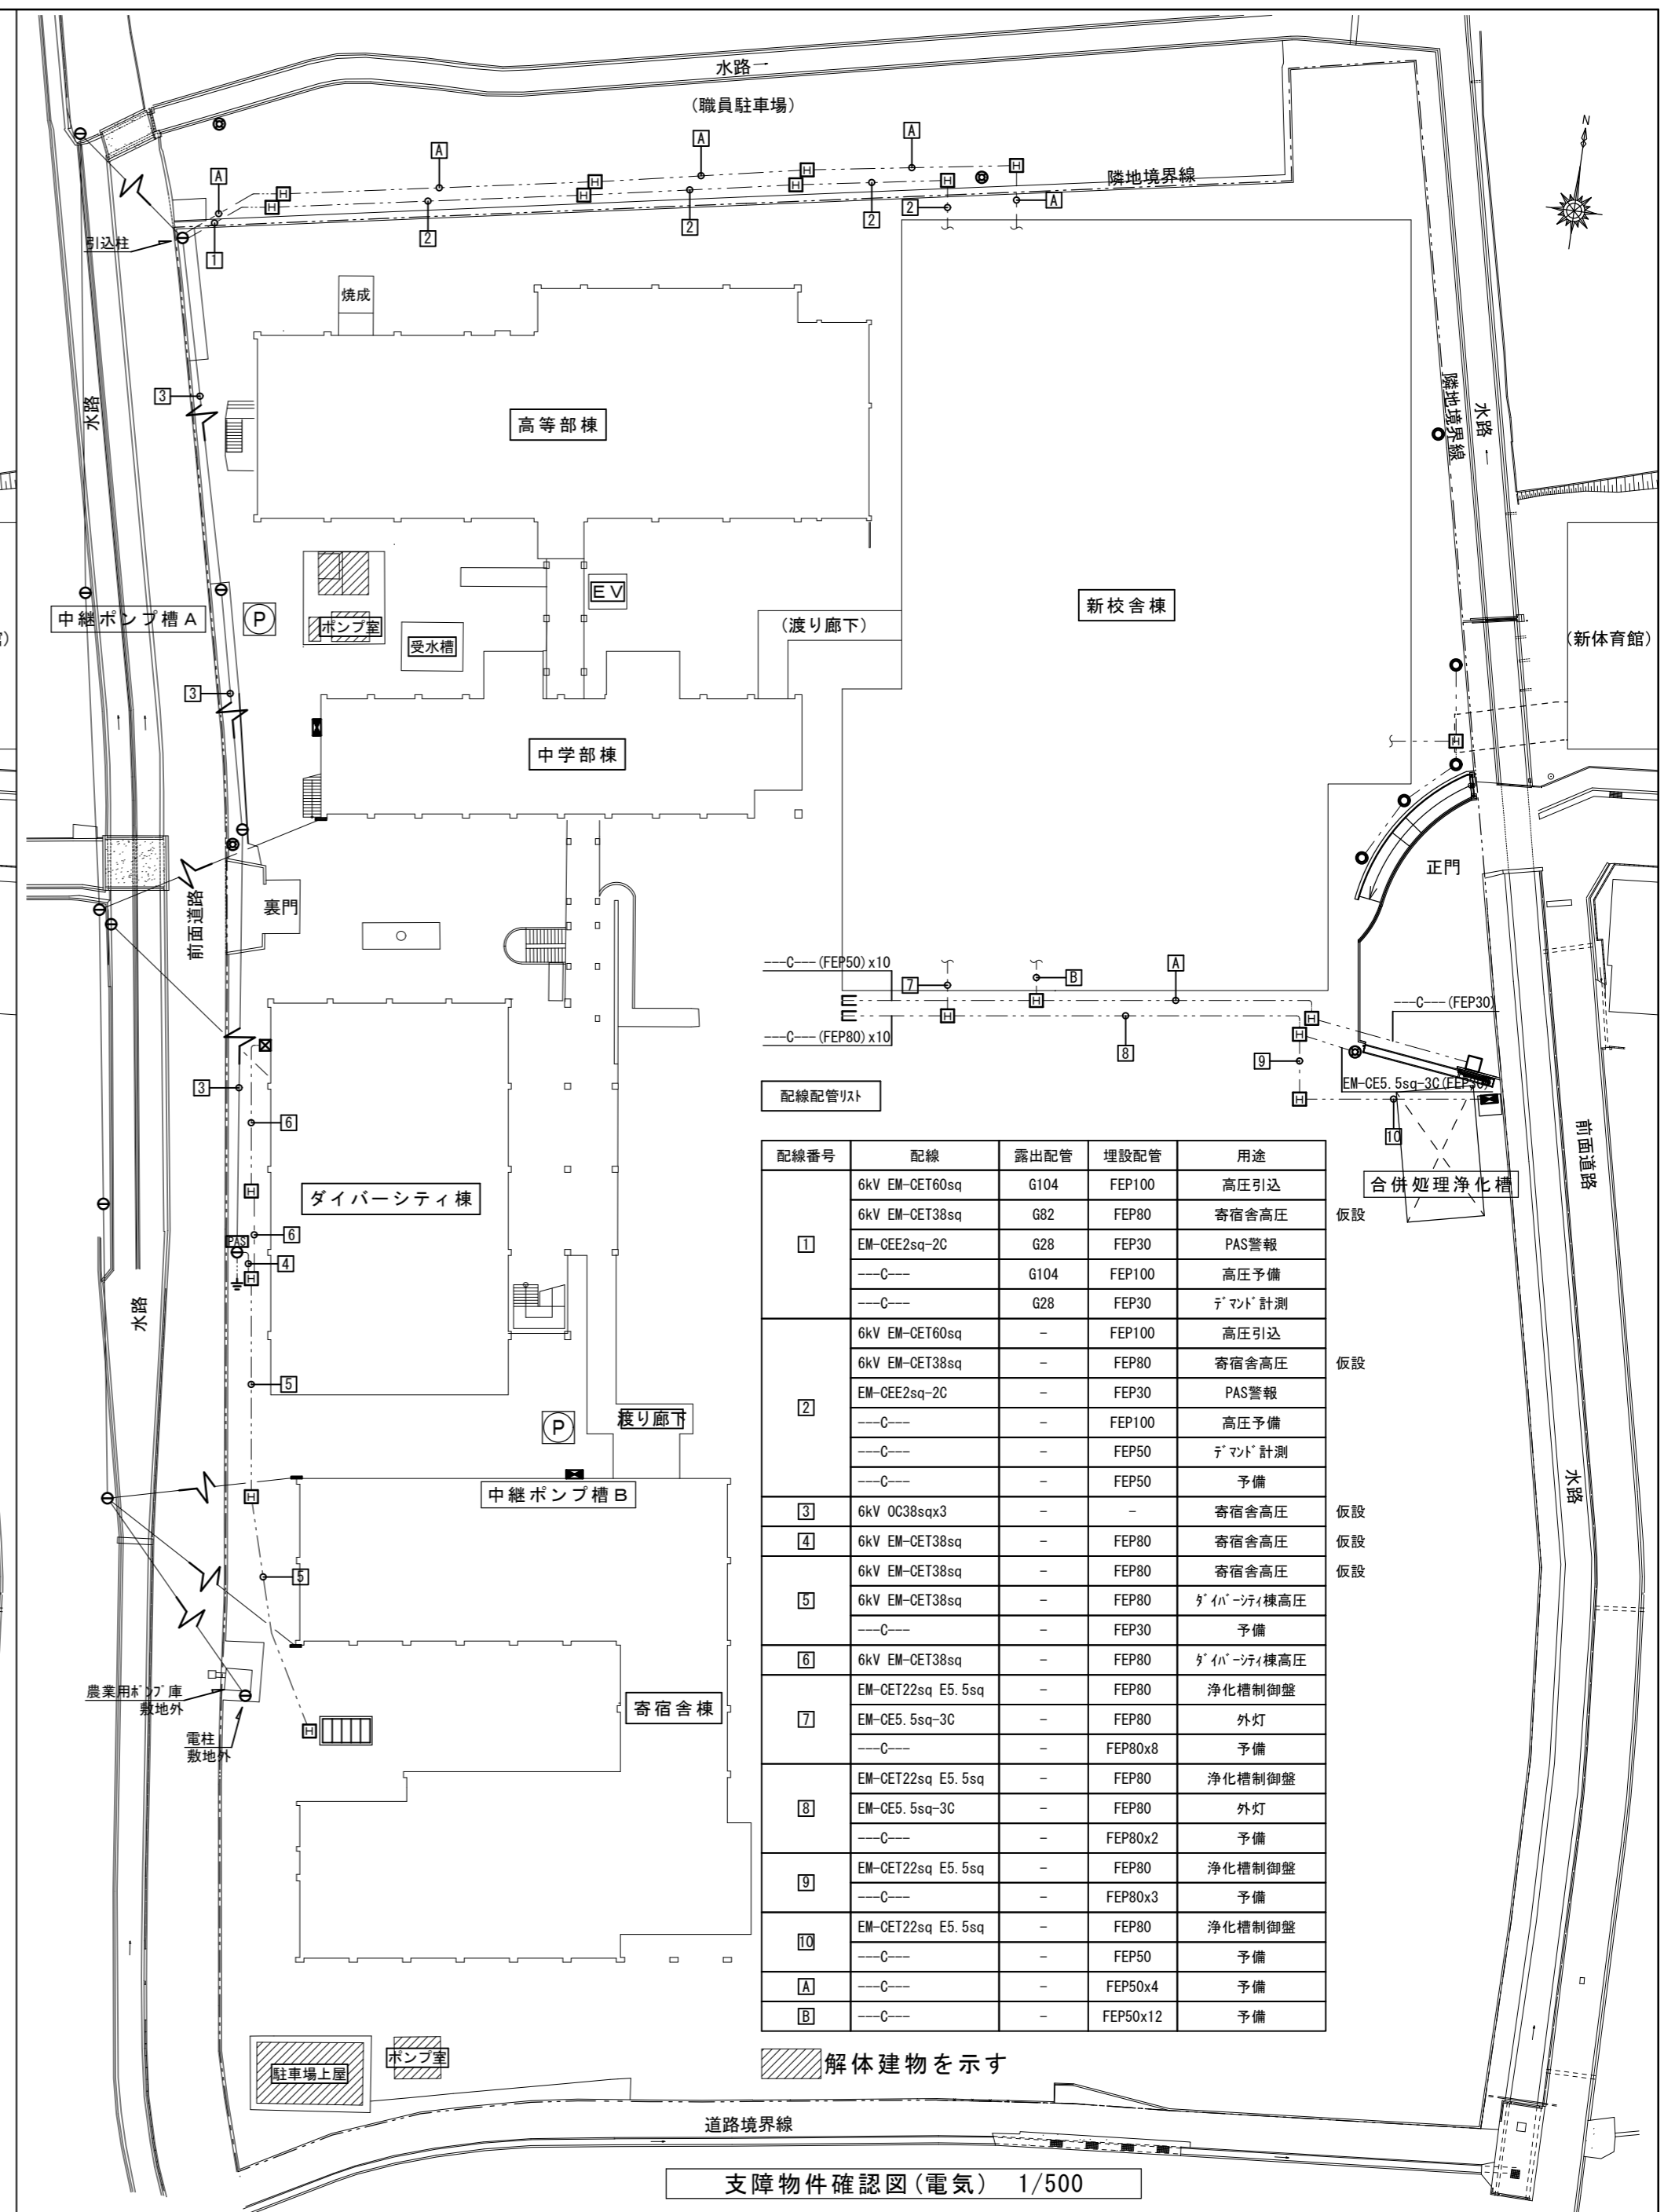 水路
(職員駐車場)
A
A
A
A
H
H
H
H
H
H
H
H
隣地境界線
N
2
2
2
2
A
1
引込柱
焼成
3
高等部棟
水路
隣地境界線
水路
中継ポンプ槽A
P
ポンプ室
受水槽
EV
(渡り廊下)
新校舎棟
(新体育館)
3
中学部棟
H
正門
前面道路
裏門
---C---(FEP50)x10
7
B
A
H
H
H
H
---C---(FEP30)
---C---(FEP80)x10
8
9
EM-CE5.5sq-3C(FEP30)
H
10
合併処理浄化槽
前面道路
3
6
H
ダイバーシティ棟
6
PAS
4
H
水路
5
P
渡り廊下
中継ポンプ槽B
H
5
農業用ポンプ庫
敷地外
電柱
敷地外
H
寄宿舎棟
水路
配線配管リスト
配線番号 配線 露出配管 埋設配管 用途
1 6kV EM-CET60sq G104 FEP100 高圧引込
6kV EM-CET38sq G82 FEP80 寄宿舎高圧 仮設
EM-CEE2sq-2C G28 FEP30 PAS警報
---C--- G104 FEP100 高圧予備
---C--- G28 FEP30 デマンド計測
2 6kV EM-CET60sq - FEP100 高圧引込
6kV EM-CET38sq - FEP80 寄宿舎高圧 仮設
EM-CEE2sq-2C - FEP30 PAS警報
---C--- - FEP100 高圧予備
---C--- - FEP50 デマンド計測
---C--- - FEP50 予備
3 6kV OC38sqx3 - - 寄宿舎高圧 仮設
4 6kV EM-CET38sq - FEP80 寄宿舎高圧 仮設
5 6kV EM-CET38sq - FEP80 寄宿舎高圧 仮設
6kV EM-CET38sq - FEP80 ダイバーシティ棟高圧
---C--- - FEP30 予備
6 6kV EM-CET38sq - FEP80 ダイバーシティ棟高圧
7 EM-CET22sq E5.5sq - FEP80 浄化槽制御盤
EM-CE5.5sq-3C - FEP80 外灯
---C--- - FEP80x8 予備
8 EM-CET22sq E5.5sq - FEP80 浄化槽制御盤
EM-CE5.5sq-3C - FEP80 外灯
---C--- - FEP80x2 予備
9 EM-CET22sq E5.5sq - FEP80 浄化槽制御盤
---C--- - FEP80x3 予備
10 EM-CET22sq E5.5sq - FEP80 浄化槽制御盤
---C--- - FEP50 予備
A ---C--- - FEP50x4 予備
B ---C--- - FEP50x12 予備
駐車場上屋
ポンプ室
解体建物を示す
道路境界線
支障物件確認図(電気) 1/500